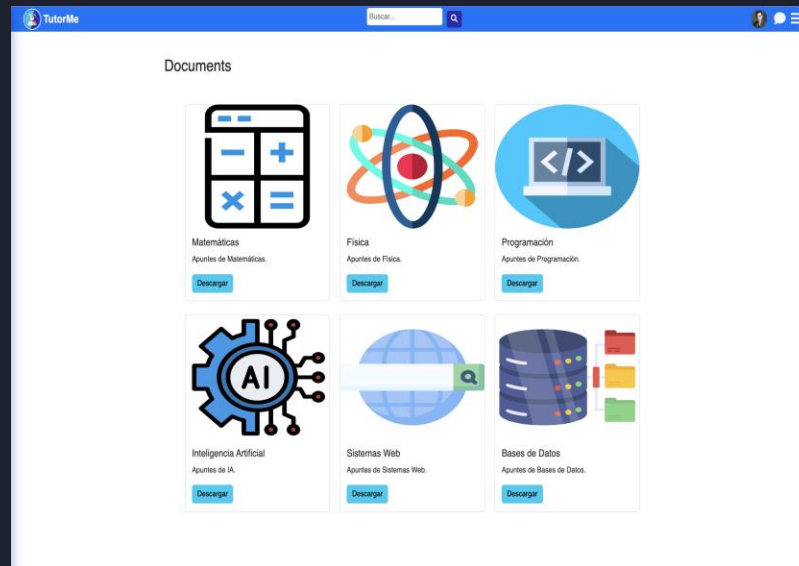 TutorMe
Buscar...
Documents
Matemáticas
Apuntes de Matemáticas.
Descargar
Física
Apuntes de Física.
Descargar
Programación
Apuntes de Programación.
Descargar
AI
Inteligencia Artificial
Apuntes de IA.
Descargar
Sistemas Web
Apuntes de Sistemas Web.
Descargar
Bases de Datos
Apuntes de Bases de Datos.
Descargar